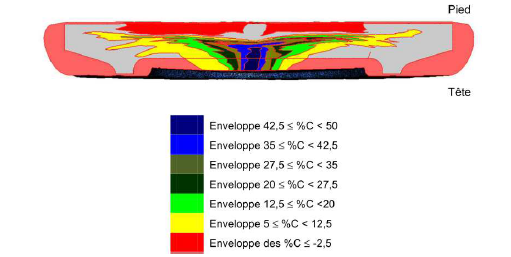 Pied
Tête
Enveloppe 42,5 ≤ %C < 50
Enveloppe 35 ≤ %C < 42,5
Enveloppe 27,5 ≤ %C < 35
Enveloppe 20 ≤ %C < 27,5
Enveloppe 12,5 ≤ %C <20
Enveloppe 5 ≤ %C < 12,5
Enveloppe des %C ≤ -2,5